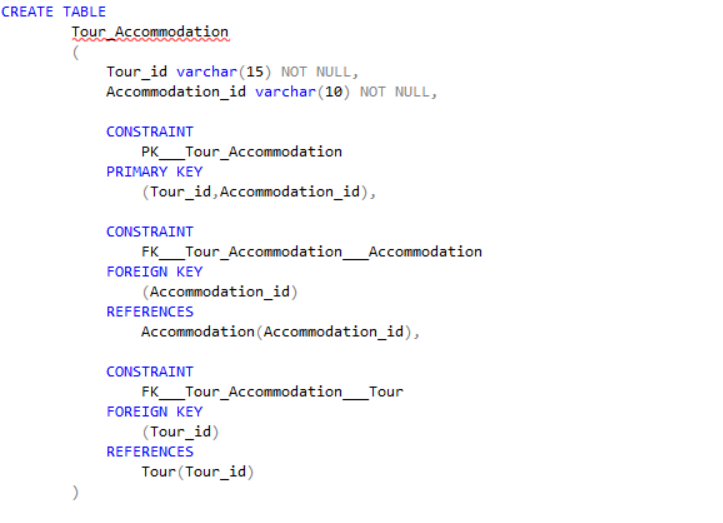 CREATE TABLE
Tour_Accommodation
(
Tour_id varchar(15) NOT NULL,
Accommodation_id varchar(10) NOT NULL,
CONSTRAINT
PK___Tour_Accommodation
PRIMARY KEY
(Tour_id,Accommodation_id),
CONSTRAINT
FK___Tour_Accommodation___Accommodation
FOREIGN KEY
(Accommodation_id)
REFERENCES
Accommodation(Accommodation_id),
CONSTRAINT
FK___Tour_Accommodation___Tour
FOREIGN KEY
(Tour_id)
REFERENCES
Tour(Tour_id)
)